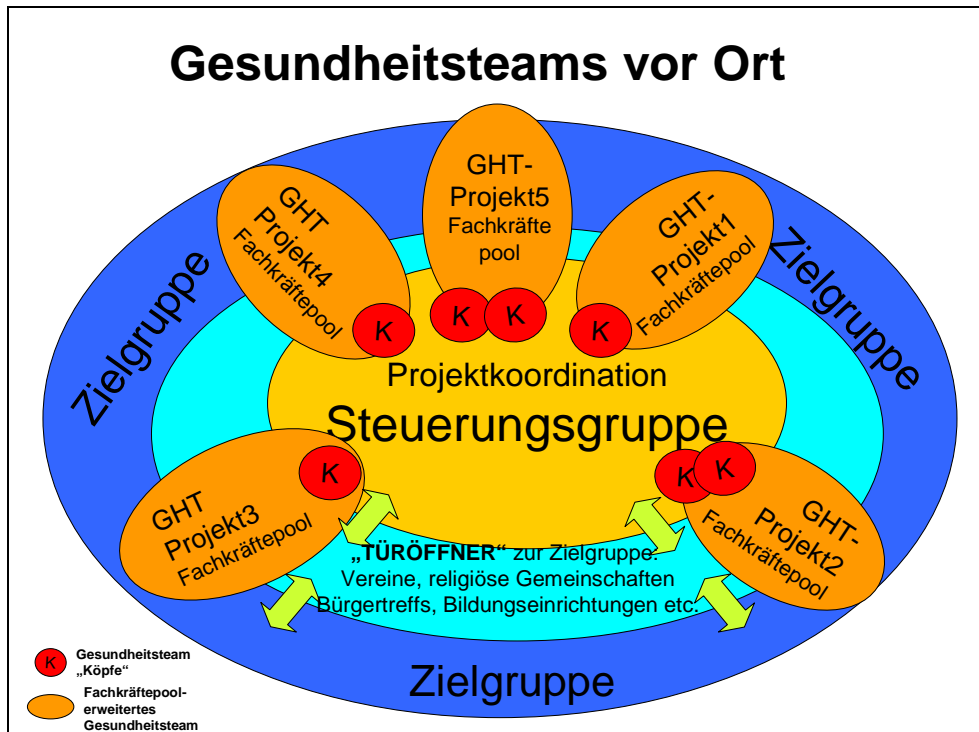 Gesundheitsteams vor Ort
GHT-
Projekt5
Fachkräfte
pool
GHT
Projekt4
Fachkräftepool
GHT-
Projekt1
Fachkräftepool
Zielgruppe
Zielgruppe
K
K
K
K
Projektkoordination
Steuerungsgruppe
K
K
K
GHT
Projekt3
Fachkräftepool
GHT-
Projekt2
Fachkräftepool
„TÜRÖFFNER“ zur Zielgruppe:
Vereine, religiöse Gemeinschaften
Bürgertreffs, Bildungseinrichtungen etc.
Zielgruppe
K
Gesundheitsteam
„Köpfe“
Fachkräftepool-
erweitertes
Gesundheitsteam